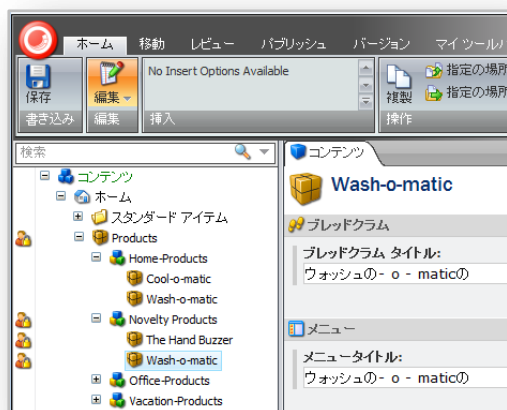 ホーム 移動 レビュー パブリッシュ バージョン マイ ツールバ
保存
編集
No Insert Options Available
複製
指定の場所
指定の場所
書き込み 編集 挿入 操作
検索
コンテンツ
ホーム
スタンダード アイテム
Products
Home-Products
Cool-o-matic
Wash-o-matic
Novelty Products
The Hand Buzzer
Wash-o-matic
Office-Products
Vacation-Products
コンテンツ
Wash-o-matic
ブレッドクラム
ブレッドクラム タイトル:
ウォッシュの- o - maticの
メニュー
メニュータイトル:
ウォッシュの- o - maticの